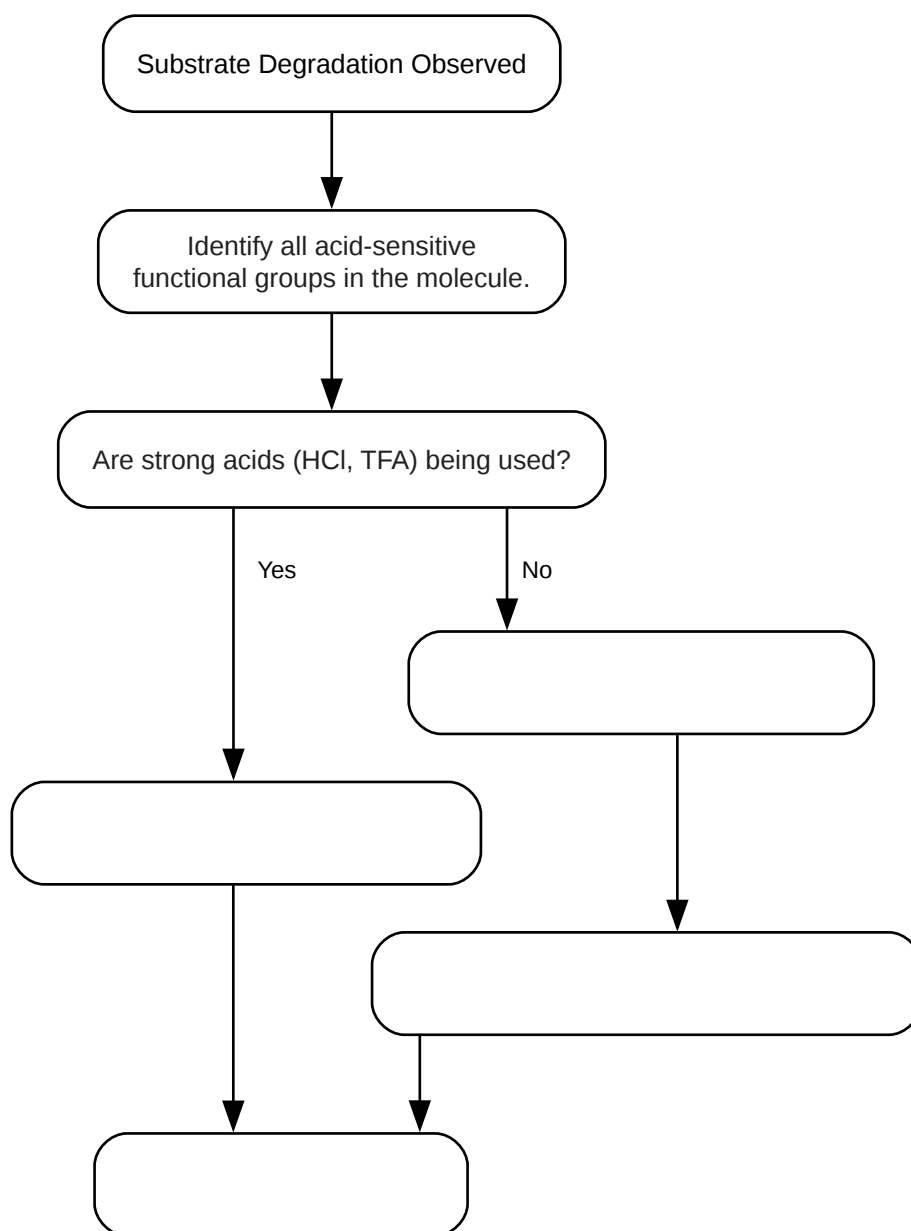 Substrate Degradation Observed
Identify all acid-sensitive
functional groups in the molecule.
Are strong acids (HCl, TFA) being used?
Yes
No